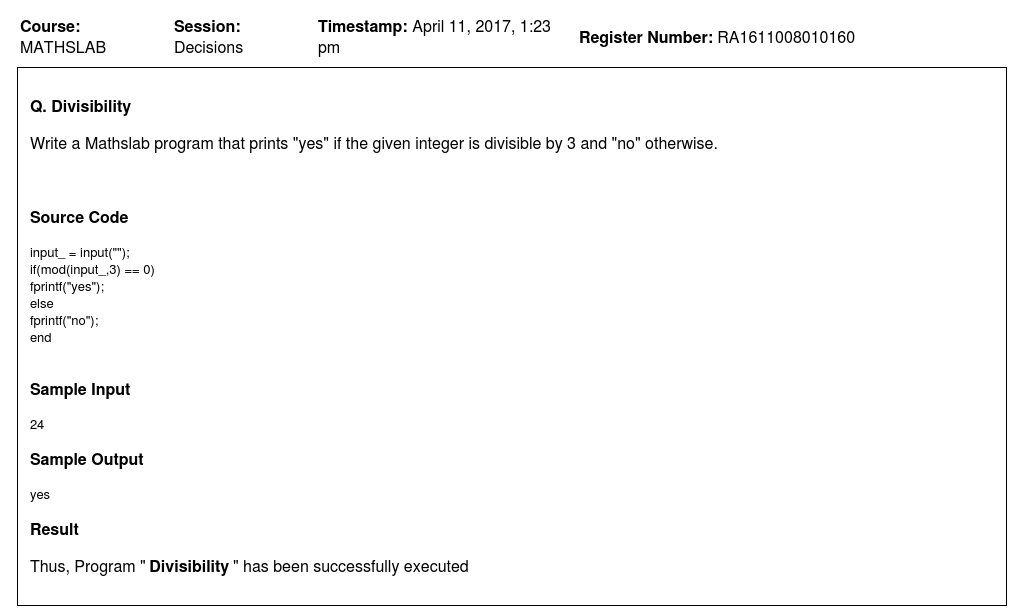 Course:
MATHSLAB
Session:
Decisions
Timestamp: April 11, 2017, 1:23
pm
Register Number: RA1611008010160
Q. Divisibility
Write a Mathslab program that prints "yes" if the given integer is divisible by 3 and "no" otherwise.
Source Code
input_ = input("");
if(mod(input_,3) == 0)
fprintf("yes");
else
fprintf("no");
end
Sample Input
24
Sample Output
yes
Result
Thus, Program " Divisibility " has been successfully executed